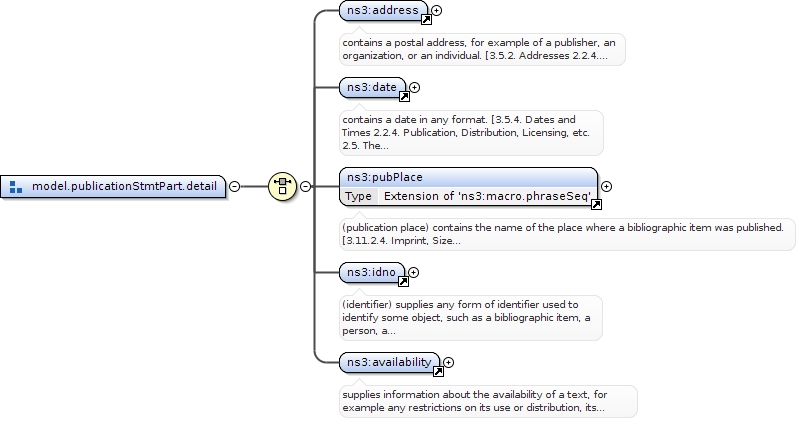 ns3:address
contains a postal address, for example of a publisher, an
organization, or an individual. [3.5.2. Addresses 2.2.4....
ns3:date
contains a date in any format. [3.5.4. Dates and
Times 2.2.4. Publication, Distribution, Licensing, etc.
2.5. The...
model.publicationStmtPart.detail
ns3:pubPlace
Type Extension of 'ns3:macro.phraseSeq'
(publication place) contains the name of the place where a bibliographic item was published.
[3.11.2.4. Imprint, Size...
ns3:idno
(identifier) supplies any form of identifier used to
identify some object, such as a bibliographic item, a
person, a...
ns3:availability
supplies information about the availability of a text, for
example any restrictions on its use or distribution, its...